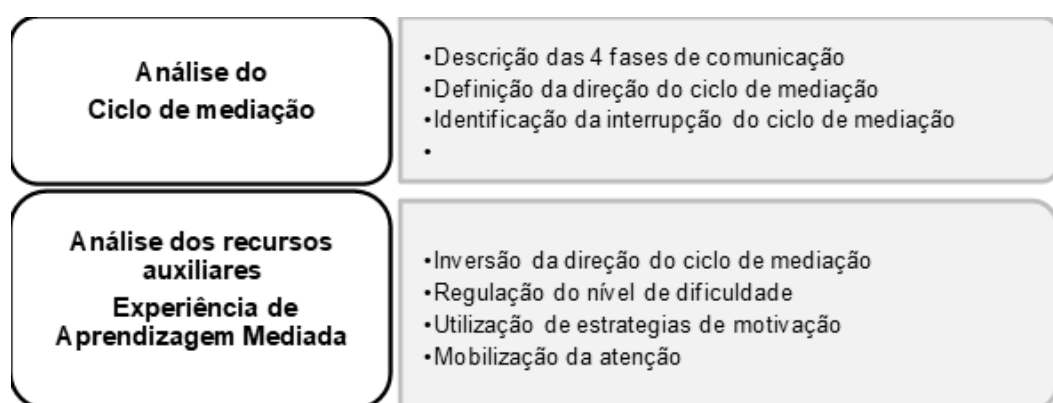 Análise do
Ciclo de mediação
•Descrição das 4 fases de comunicação
•Definição da direção do ciclo de mediação
•Identificação da interrupção do ciclo de mediação
•
Análise dos recursos
auxiliares
Experiência de
Aprendizagem Mediada
•Inversão da direção do ciclo de mediação
•Regulação do nível de dificuldade
•Utilização de estrategias de motivação
•Mobilização da atenção